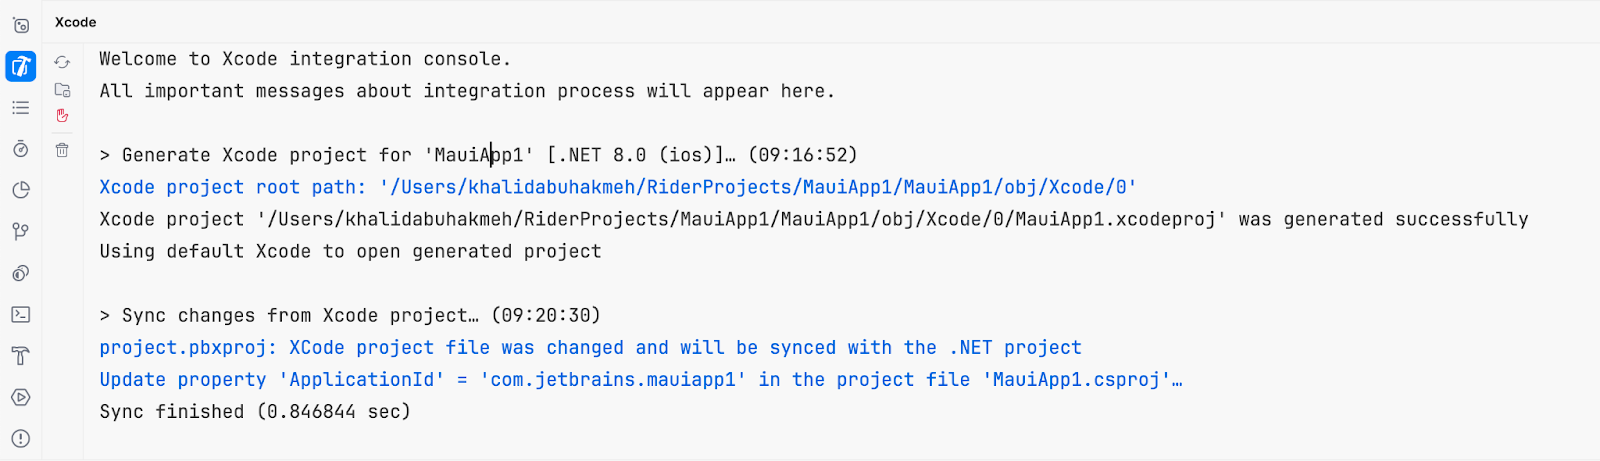 Xcode
Welcome to Xcode integration console.
All important messages about integration process will appear here.
> Generate Xcode project for 'MauiApp1' [.NET 8.0 (ios)]… (09:16:52)
Xcode project root path: '/Users/khalidabuhakmeh/RiderProjects/MauiApp1/MauiApp1/obj/Xcode/0'
Xcode project '/Users/khalidabuhakmeh/RiderProjects/MauiApp1/MauiApp1/obj/Xcode/0/MauiApp1.xcodeproj' was generated successfully
Using default Xcode to open generated project
> Sync changes from Xcode project… (09:20:30)
project.pbxproj: XCode project file was changed and will be synced with the .NET project
Update property 'ApplicationId' = 'com.jetbrains.mauiapp1' in the project file 'MauiApp1.csproj'…
Sync finished (0.846844 sec)